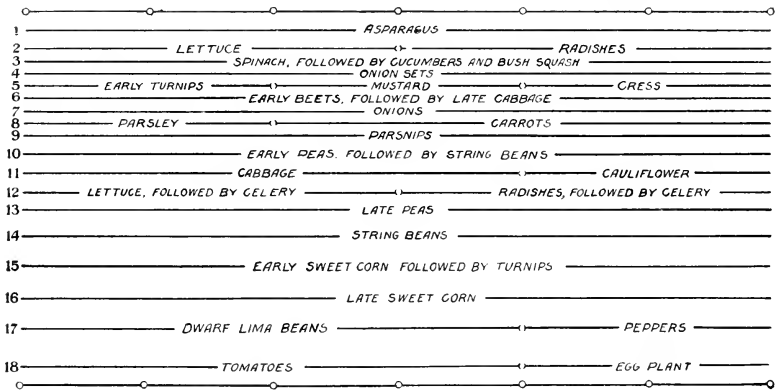 1 ASPARAGUS
2 LETTUCE RADISHES
3 SPINACH, FOLLOWED BY CUCUMBERS AND BUSH SQUASH
4 ONION SETS
5 EARLY TURNIPS MUSTARD CRESS
6 EARLY BEETS, FOLLOWED BY LATE CABBAGE
7 ONIONS
8 PARSLEY CARROTS
9 PARSNIPS
10 EARLY PEAS, FOLLOWED BY STRING BEANS
11 CABBAGE CAULIFLOWER
12 LETTUCE, FOLLOWED BY CELERY RADISHES, FOLLOWED BY CELERY
13 LATE PEAS
14 STRING BEANS
15 EARLY SWEET CORN FOLLOWED BY TURNIPS
16 LATE SWEET CORN
17 DWARF LIMA BEANS PEPPERS
18 TOMATOES EGG PLANT